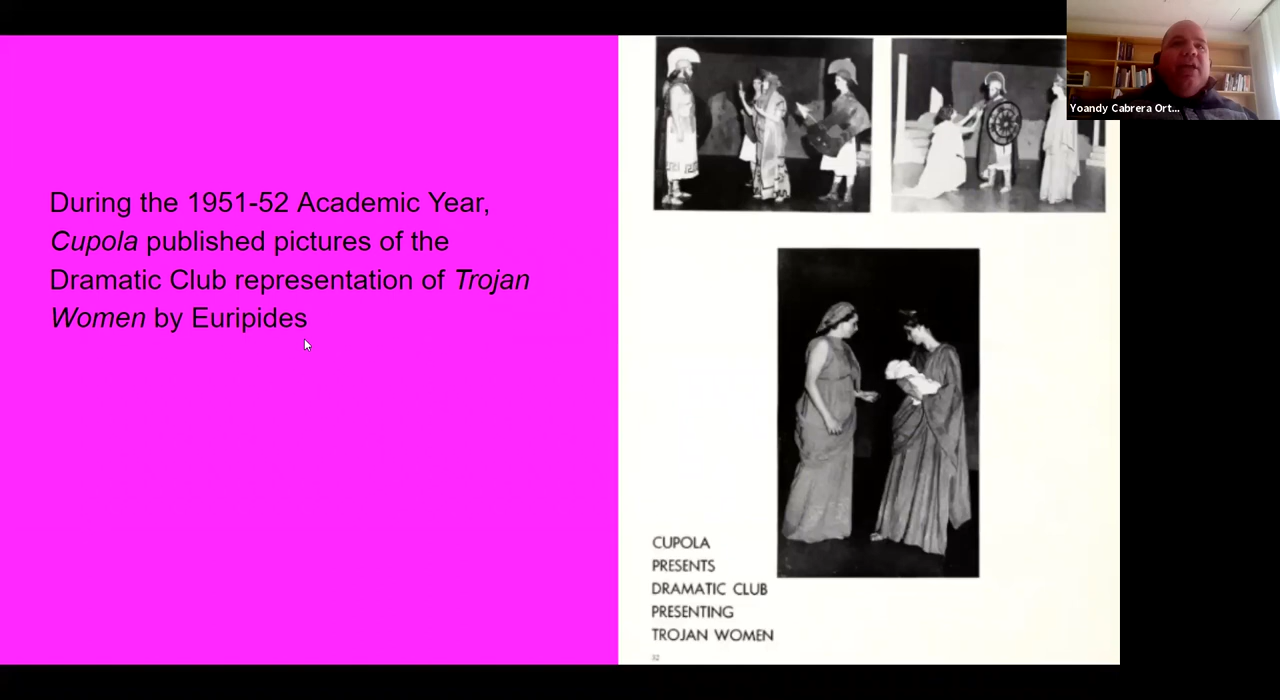 During the 1951-52 Academic Year,
Cupola published pictures of the
Dramatic Club representation of Trojan
Women by Euripides
Yoandy Cabrera Ort...
CUPOLA
PRESENTS
DRAMATIC CLUB
PRESENTING
TROJAN WOMEN
32